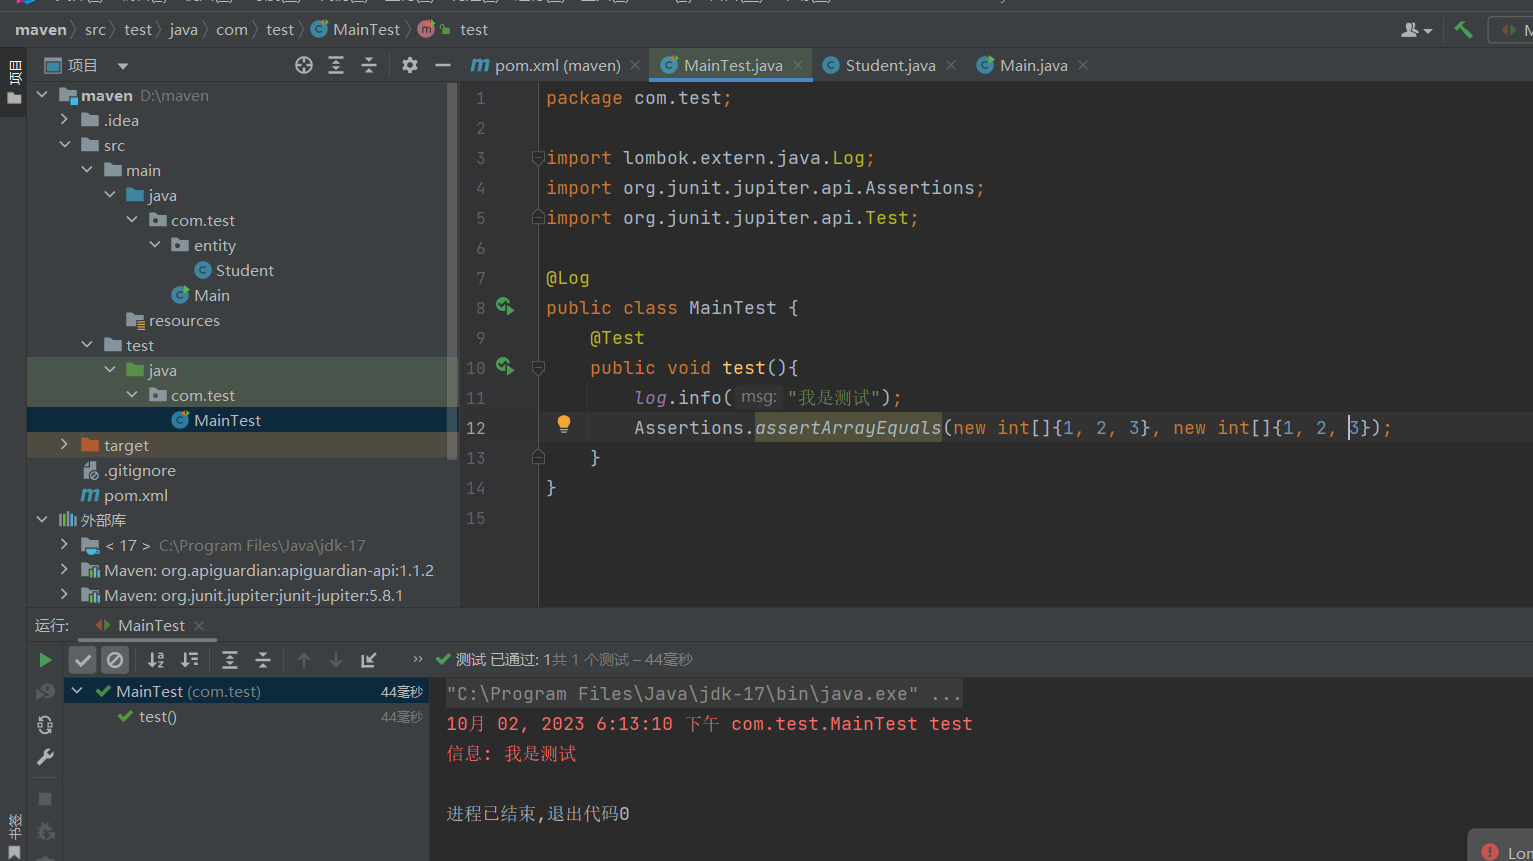 maven src test java com test MainTest test
项目
项目
pom.xml (maven) MainTest.java Student.java Main.java
maven D:\maven
.idea
src
main
java
com.test
entity
Student
Main
resources
test
java
com.test
MainTest
target
.gitignore
pom.xml
外部库
< 17 > C:\Program Files\Java\jdk-17
Maven: org.apiguardian:apiguardian-api:1.1.2
Maven: org.junit.jupiter:junit-jupiter:5.8.1
1 package com.test;
2
3 import lombok.extern.java.Log;
4 import org.junit.jupiter.api.Assertions;
5 import org.junit.jupiter.api.Test;
6
7 @Log
8 public class MainTest {
9 @Test
10 public void test(){
11 log.info( msg: "我是测试");
12 Assertions.assertArrayEquals(new int[]{1, 2, 3}, new int[]{1, 2, 3});
13 }
14 }
15
运行: MainTest
测试 已通过: 1共 1 个测试 – 44毫秒
MainTest (com.test) 44毫秒
test() 44毫秒
"C:\Program Files\Java\jdk-17\bin\java.exe" ...
10月 02, 2023 6:13:10 下午 com.test.MainTest test
信息: 我是测试
进程已结束,退出代码0
书签